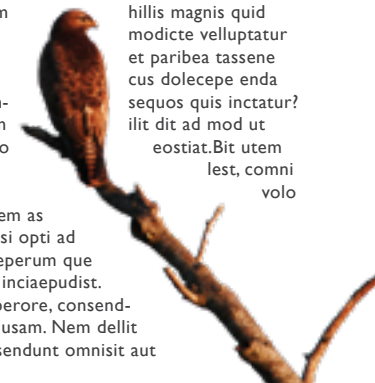 m
o
em as
si opti ad
eperum que
inciaepudist.
perore, consend-
usam. Nem dellit
sendunt omnisit aut
hillis magnis quid
modicte velluptatur
et paribea tassene
cus dolecepe enda
sequos quis inctatur?
ilit dit ad mod ut
eostiat.Bit utem
lest, comni
volo